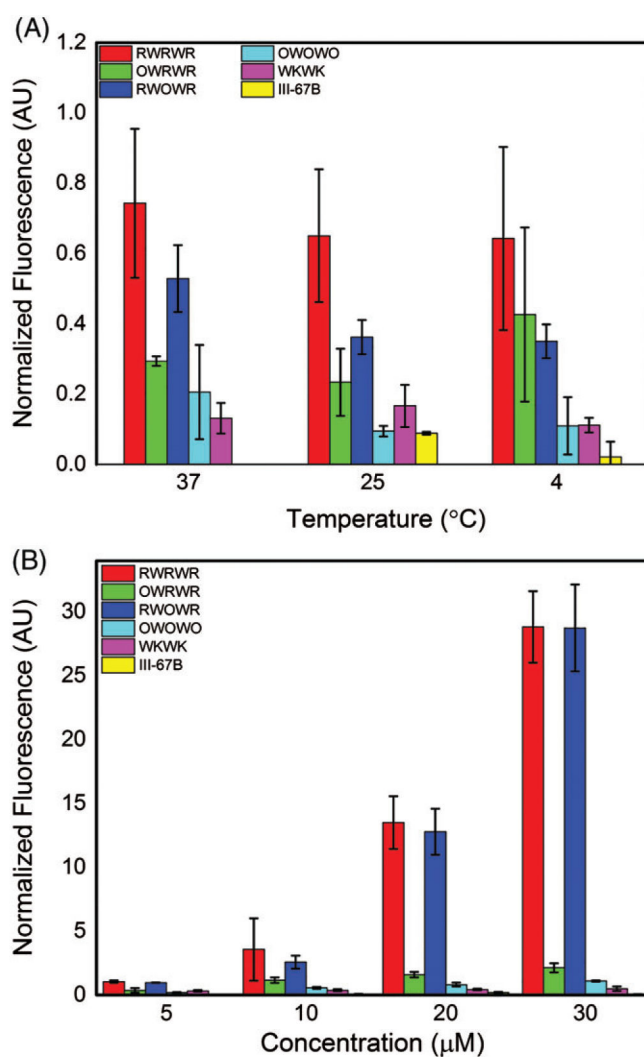 (A)
1.2
1.0
0.8
0.6
0.4
0.2
0.0
Normalized Fluorescence (AU)
RWRWR
OWRWR
RWOWR
OWOWO
WKWK
III-67B
37 25 4
Temperature (°C)
(B)
30
25
20
15
10
5
0
Normalized Fluorescence (AU)
RWRWR
OWRWR
RWOWR
OWOWO
WKWK
III-67B
5 10 20 30
Concentration (μM)